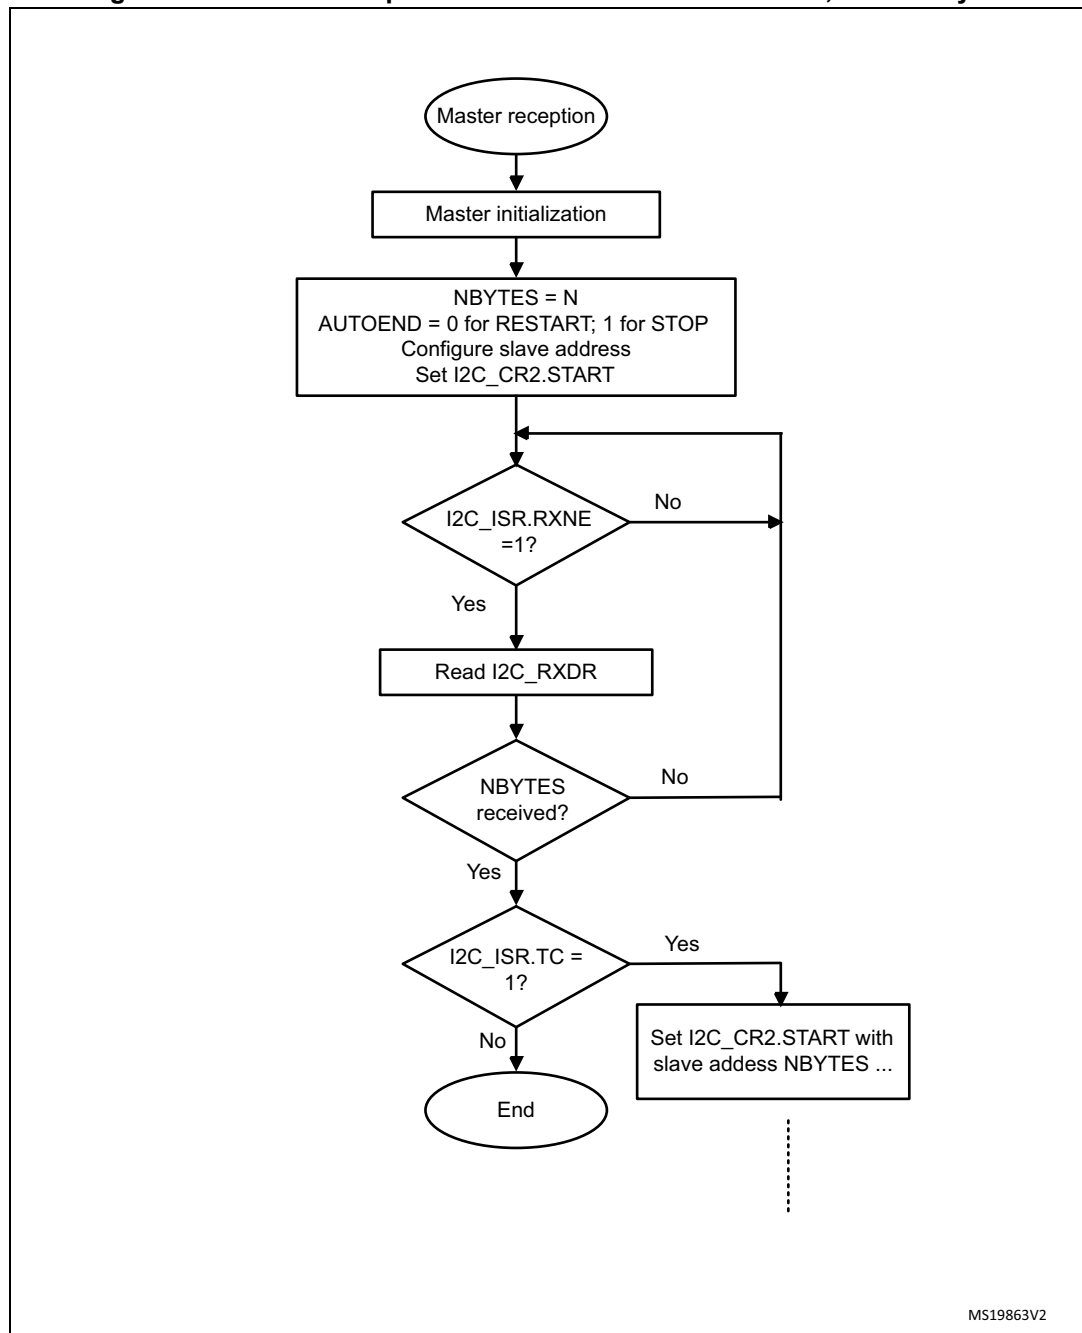 Master reception
Master initialization
NBYTES = N
AUTOEND = 0 for RESTART; 1 for STOP
Configure slave address
Set I2C_CR2.START
I2C_ISR.RXNE
=1?
No
Yes
Read I2C_RXDR
NBYTES
received?
No
Yes
I2C_ISR.TC =
1?
Yes
No
Set I2C_CR2.START with
slave addess NBYTES ...
End
MS19863V2